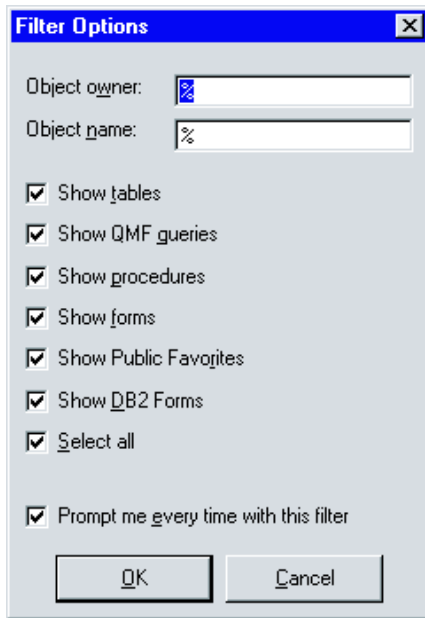 Filter Options
Object owner: %
Object name: %
Show tables
Show QMF queries
Show procedures
Show forms
Show Public Favorites
Show DB2 Forms
Select all
Prompt me every time with this filter
OK Cancel